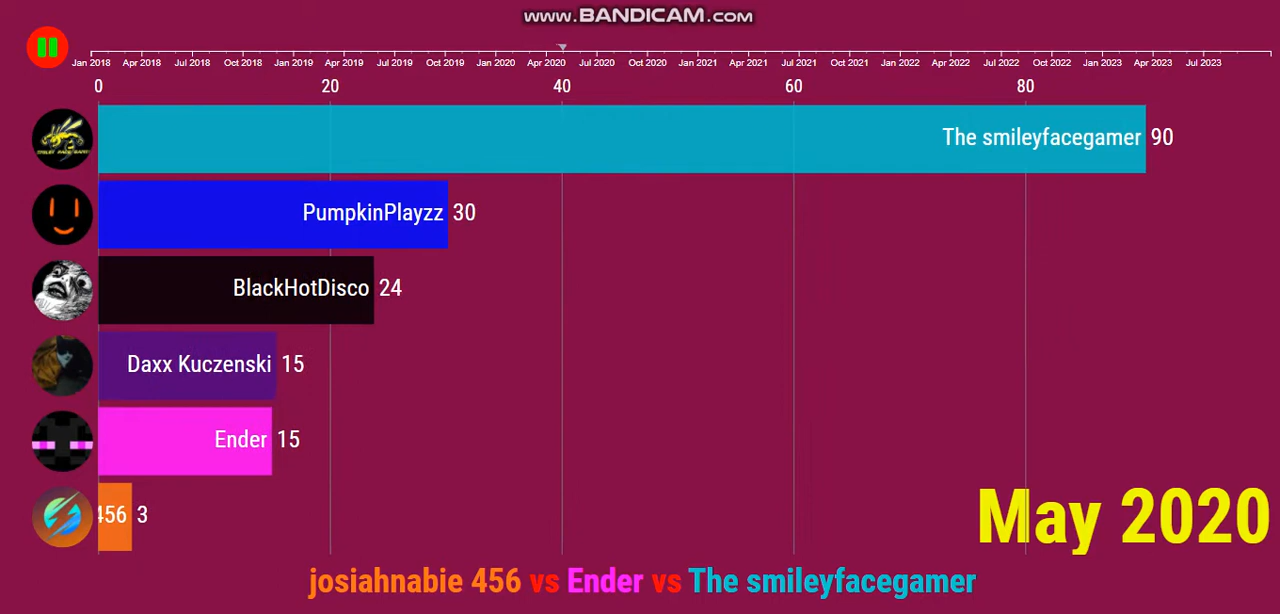 www.BANDICAM.com
Jan 2018 Apr 2018 Jul 2018 Oct 2018 Jan 2019 Apr 2019 Jul 2019 Oct 2019 Jan 2020 Apr 2020 Jul 2020 Oct 2020 Jan 2021 Apr 2021 Jul 2021 Oct 2021 Jan 2022 Apr 2022 Jul 2022 Oct 2022 Jan 2023 Apr 2023 Jul 2023
0 20 40 60 80
The smileyfacegamer 90
PumpkinPlayzz 30
BlackHotDisco 24
Daxx Kuczenski 15
Ender 15
456 3
May 2020
josiahnabie 456 vs Ender vs The smileyfacegamer